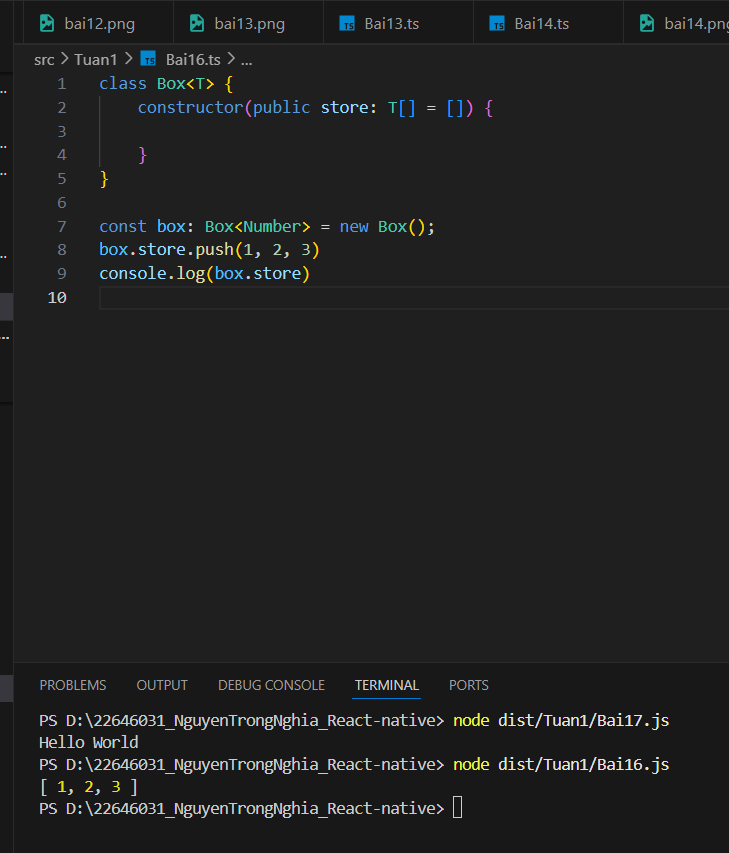 bai12.png bai13.png TS Bai13.ts TS Bai14.ts bai14.png
src > Tuan1 > TS Bai16.ts > ...
1 class Box<T> {
2     constructor(public store: T[] = []) {
3
4     }
5 }
6
7 const box: Box<Number> = new Box();
8 box.store.push(1, 2, 3)
9 console.log(box.store)
10
PROBLEMS OUTPUT DEBUG CONSOLE TERMINAL PORTS
PS D:\22646031_NguyenTrongNghia_React-native> node dist/Tuan1/Bai17.js
Hello World
PS D:\22646031_NguyenTrongNghia_React-native> node dist/Tuan1/Bai16.js
[ 1, 2, 3 ]
PS D:\22646031_NguyenTrongNghia_React-native>